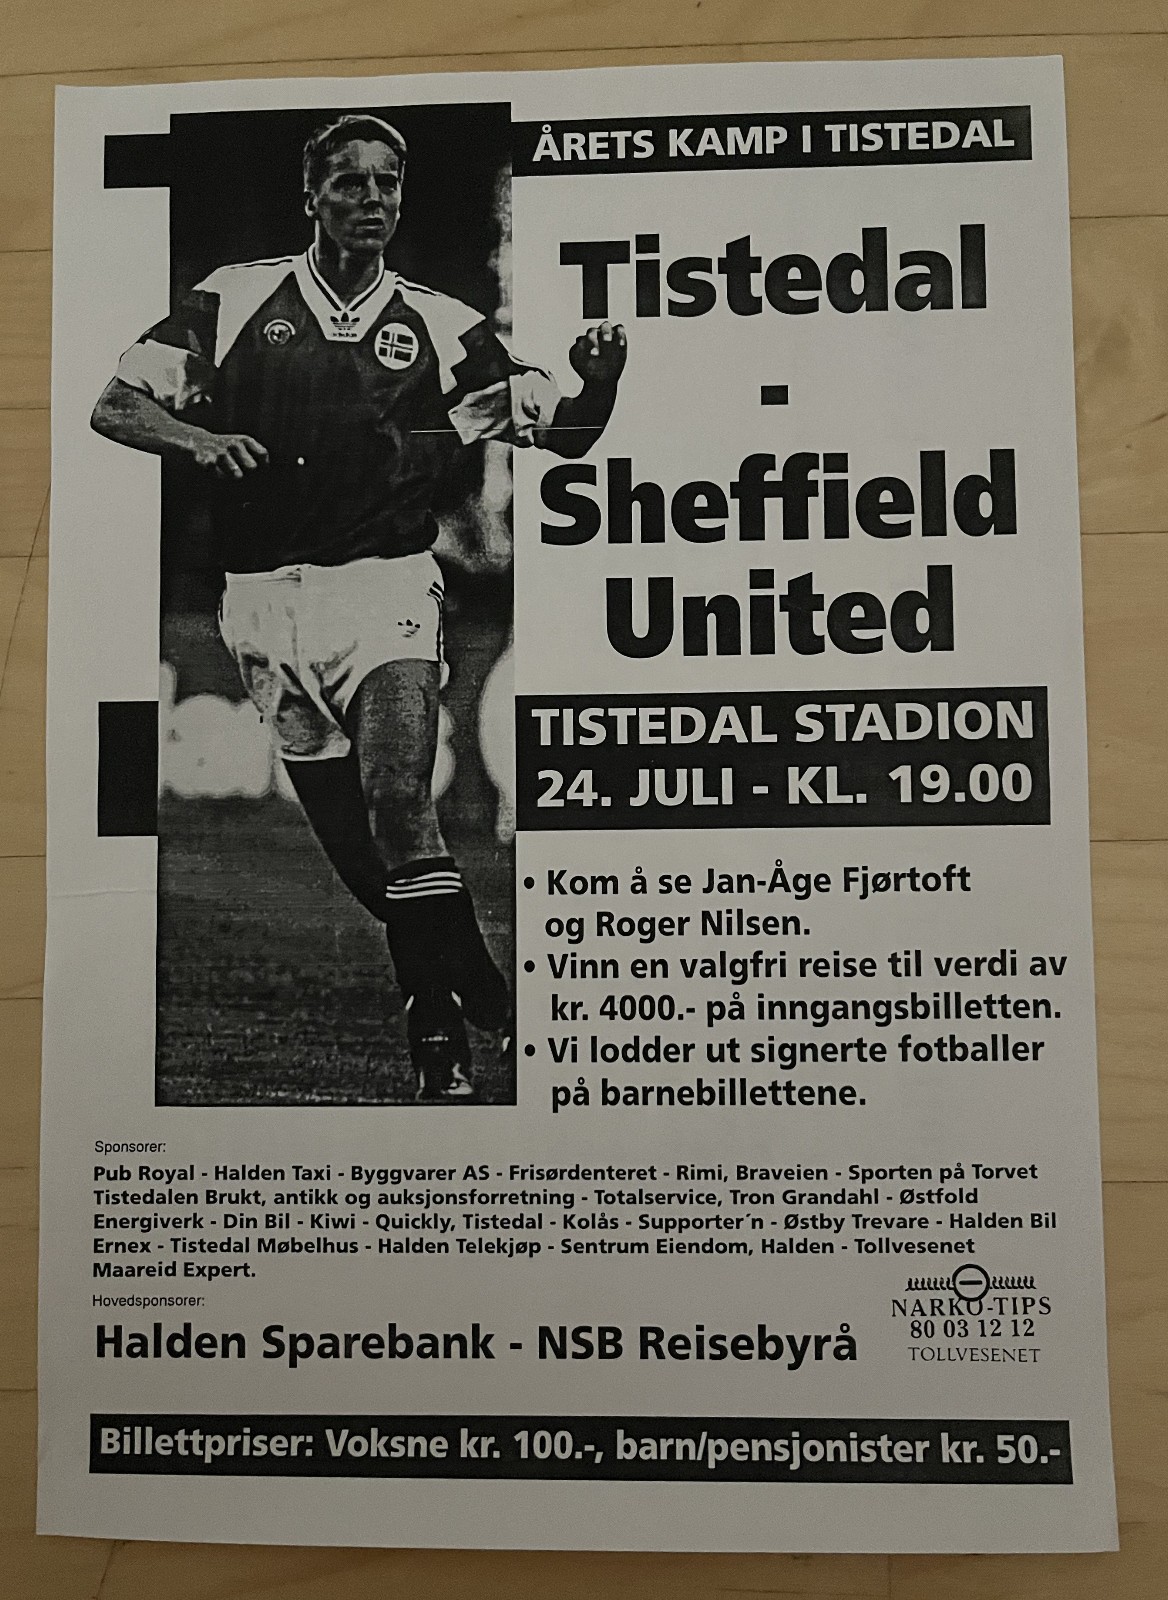 ÅRETS KAMP I TISTEDAL
Tistedal
-
Sheffield
United
TISTEDAL STADION
24. JULI - KL. 19.00
• Kom å se Jan-Åge Fjørtoft
og Roger Nilsen.
• Vinn en valgfri reise til verdi av
kr. 4000.- på inngangsbilletten.
• Vi lodder ut signerte fotballer
på barnebillettene.
Sponsorer:
Pub Royal - Halden Taxi - Byggvarer AS - Frisørdenteret - Rimi, Braveien - Sporten på Torvet
Tistedalen Brukt, antikk og auksjonsforretning - Totalservice, Tron Grandahl - Østfold
Energiverk - Din Bil - Kiwi - Quickly, Tistedal - Kolås - Supporter´n - Østby Trevare - Halden Bil
Ernex - Tistedal Møbelhus - Halden Telekjøp - Sentrum Eiendom, Halden - Tollvesenet
Maareid Expert.
Hovedsponsorer:
Halden Sparebank - NSB Reisebyrå
NARKO-TIPS
80 03 12 12
TOLLVESENET
Billettpriser: Voksne kr. 100.-, barn/pensjonister kr. 50.-